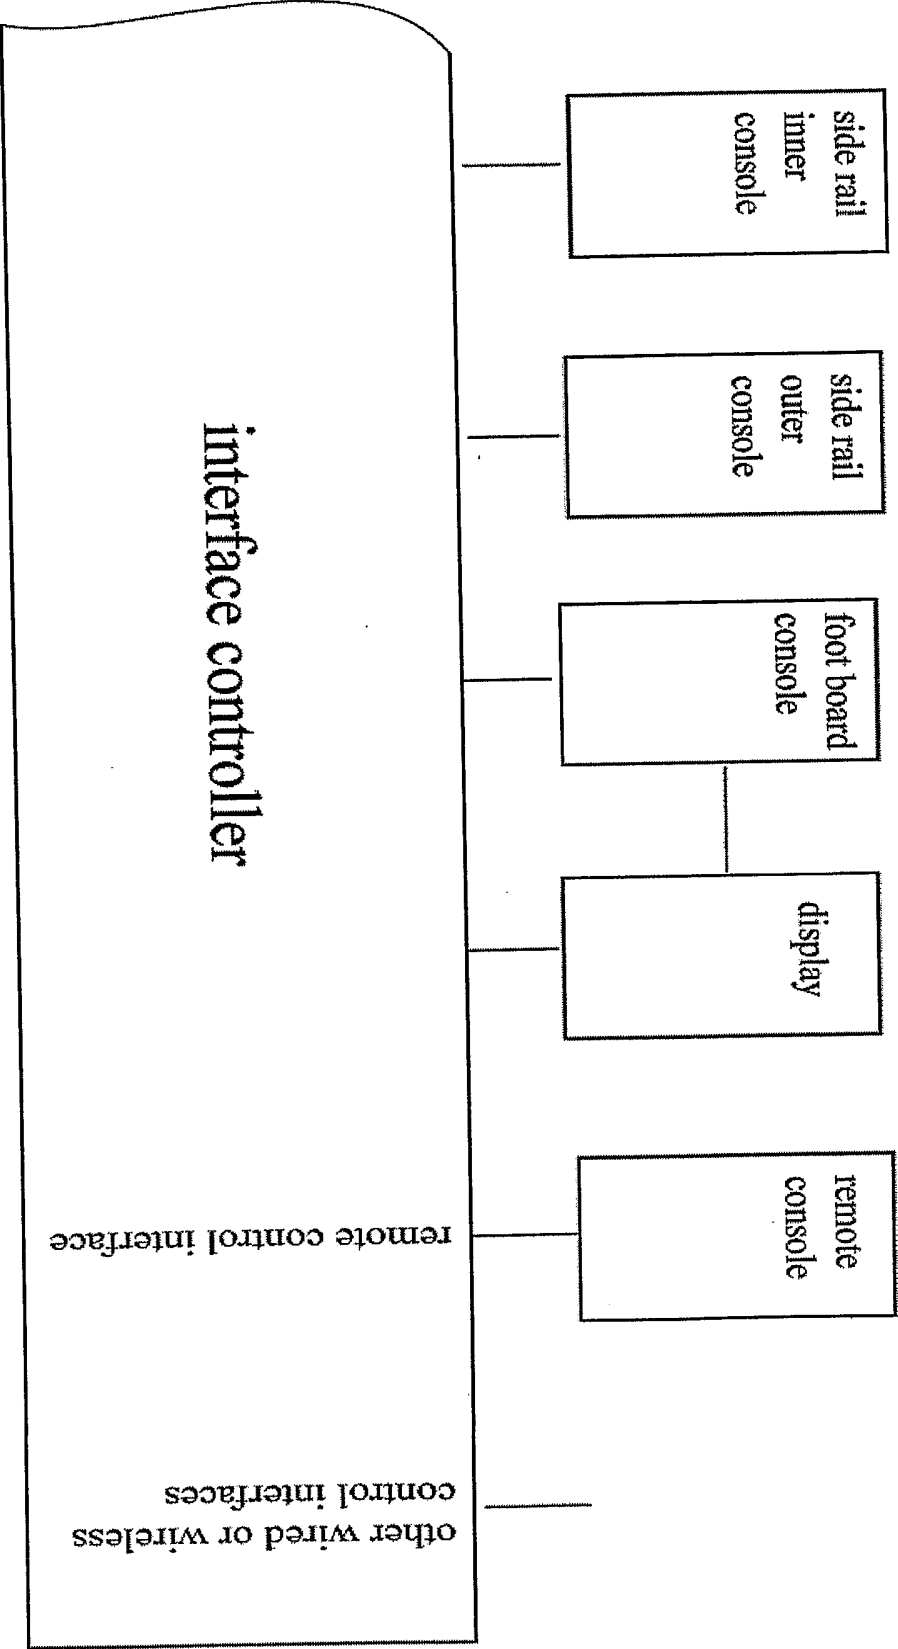 side rail
inner
console
side rail
outer
console
foot board
console
display
remote
console
interface controller
remote control interface
other wired or wireless
control interfaces